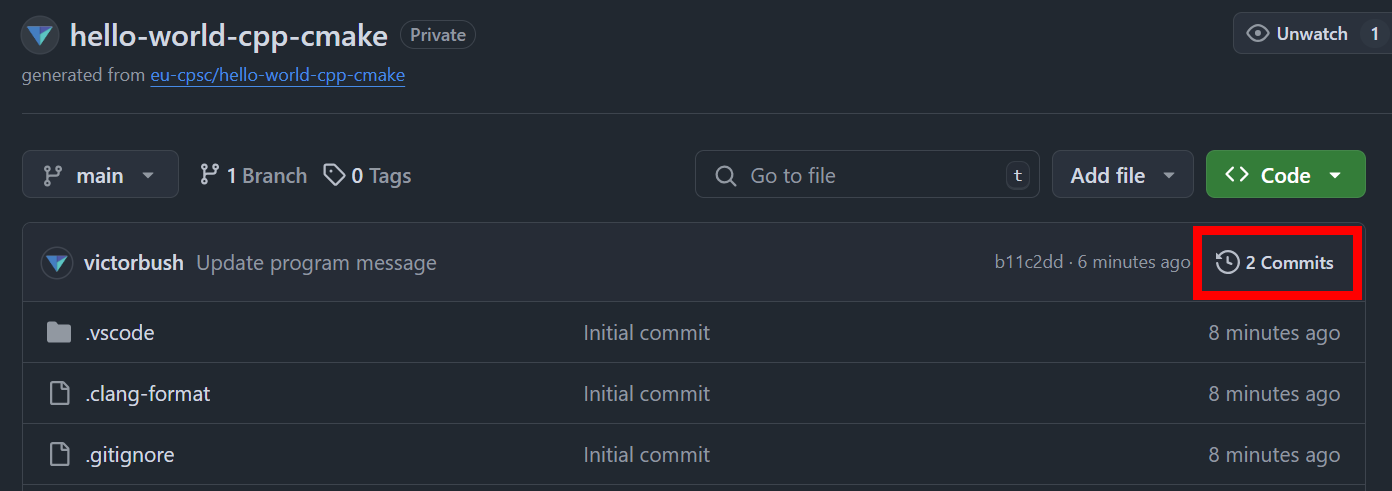 hello-world-cpp-cmake Private Unwatch 1
generated from eu-cpsc/hello-world-cpp-cmake
main 1 Branch 0 Tags Go to file t Add file Code
victorbush Update program message b11c2dd · 6 minutes ago 2 Commits
.vscode Initial commit 8 minutes ago
.clang-format Initial commit 8 minutes ago
.gitignore Initial commit 8 minutes ago